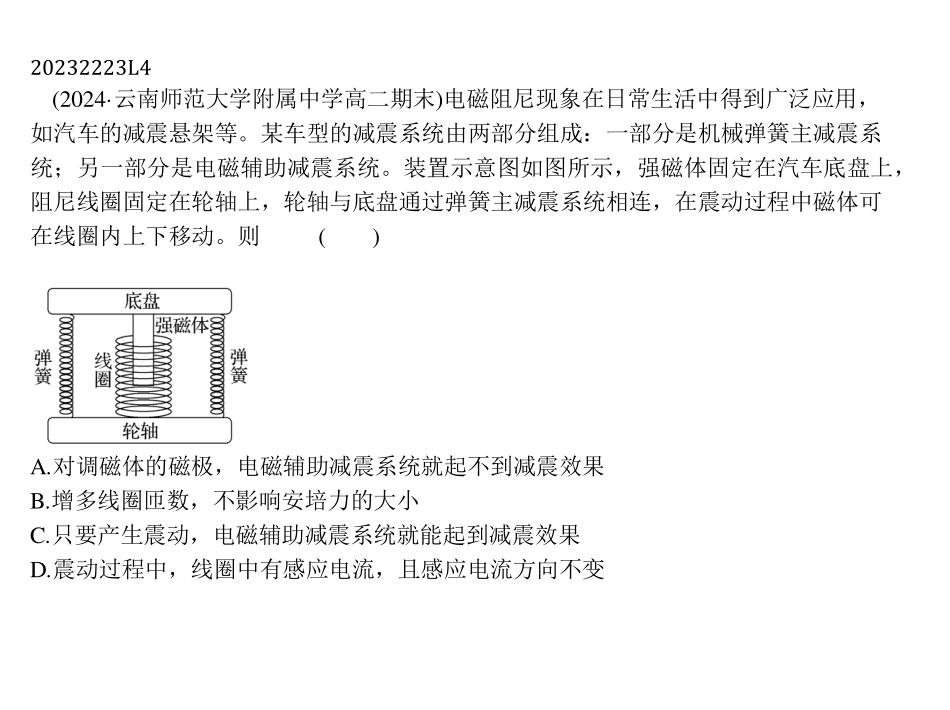 20232223L4
(2024·云南师范大学附属中学高二期末)电磁阻尼现象在日常生活中得到广泛应用，
如汽车的减震悬架等。某车型的减震系统由两部分组成：一部分是机械弹簧主减震系
统；另一部分是电磁辅助减震系统。装置示意图如图所示，强磁体固定在汽车底盘上，
阻尼线圈固定在轮轴上，轮轴与底盘通过弹簧主减震系统相连，在震动过程中磁体可
在线圈内上下移动。则 ( )
底盘
强磁体
弹簧
线圈
弹簧
轮轴
A.对调磁体的磁极，电磁辅助减震系统就起不到减震效果
B.增多线圈匝数，不影响安培力的大小
C.只要产生震动，电磁辅助减震系统就能起到减震效果
D.震动过程中，线圈中有感应电流，且感应电流方向不变